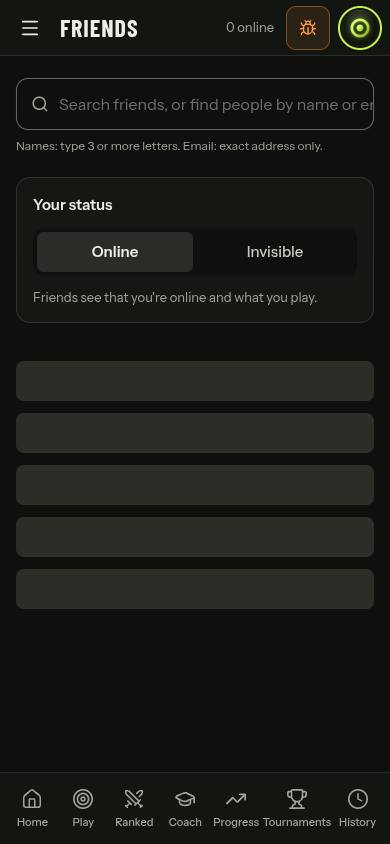 FRIENDS
0 online
Search friends, or find people by name or er
Names: type 3 or more letters. Email: exact address only.
Your status
Online
Invisible
Friends see that you're online and what you play.
Home
Play
Ranked
Coach
Progress
Tournaments
History